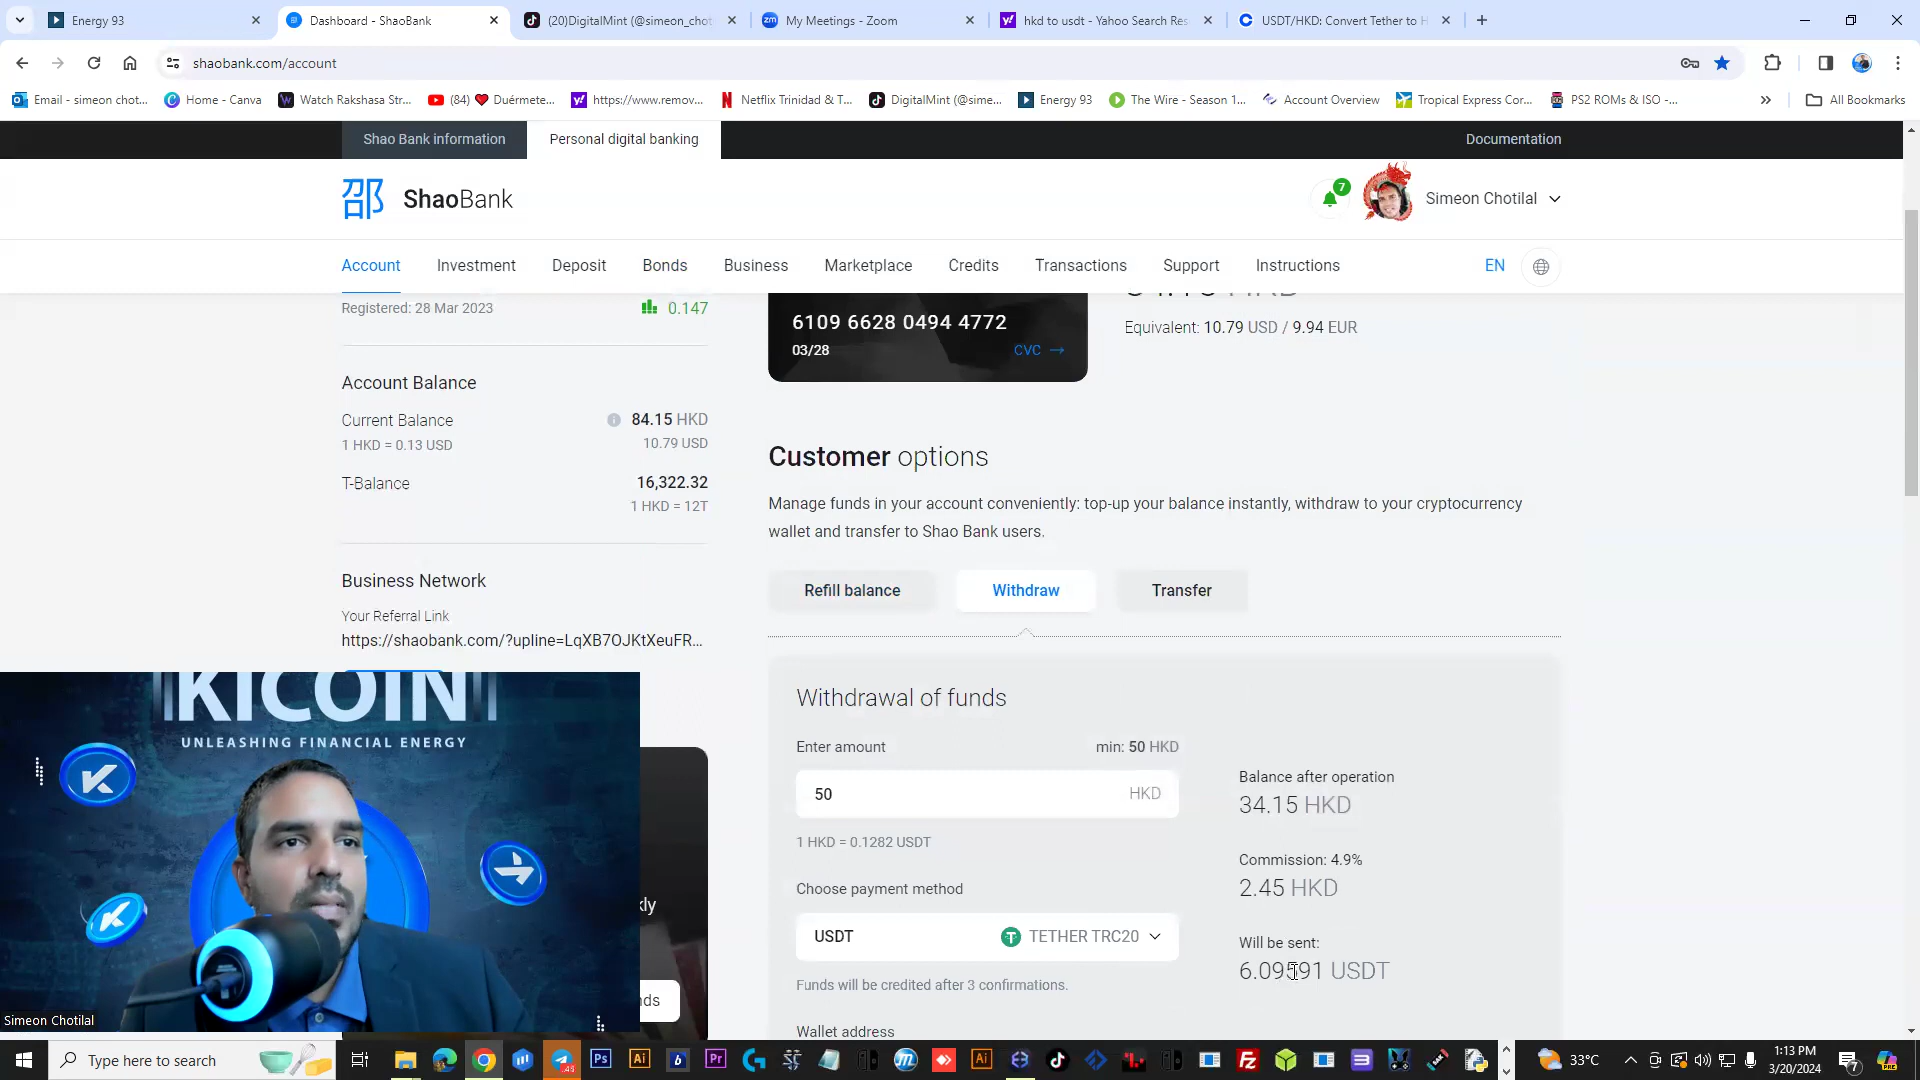 Energy 93
Dashboard - ShaoBank
(20)DigitalMint (@simeon_chot
My Meetings - Zoom
hkd to usdt - Yahoo Search Res
USDT/HKD: Convert Tether to H
shaobank.com/account
Email - simeon chot...
Home - Canva
Watch Rakshasa Str...
(84) Duérmete...
https://www.remov...
Netflix Trinidad & T...
DigitalMint (@sime...
Energy 93
The Wire - Season 1...
Account Overview
Tropical Express Cor...
PS2 ROMs & ISO -...
All Bookmarks
Shao Bank information
Personal digital banking
Documentation
邵 ShaoBank
7
Simeon Chotilal
Account
Investment
Deposit
Bonds
Business
Marketplace
Credits
Transactions
Support
Instructions
EN
Registered: 28 Mar 2023
0.147
6109 6628 0494 4772
03/28
CVC →
Equivalent: 10.79 USD / 9.94 EUR
Account Balance
Current Balance
84.15 HKD
1 HKD = 0.13 USD
10.79 USD
T-Balance
16,322.32
1 HKD = 12T
Customer options
Manage funds in your account conveniently: top-up your balance instantly, withdraw to your cryptocurrency
wallet and transfer to Shao Bank users.
Business Network
Your Referral Link
https://shaobank.com/?upline=LqXB7OJKtXeuFR...
Refill balance
Withdraw
Transfer
Withdrawal of funds
Enter amount
min: 50 HKD
50
HKD
1 HKD = 0.1282 USDT
Choose payment method
USDT
TETHER TRC20
Funds will be credited after 3 confirmations.
Wallet address
Balance after operation
34.15 HKD
Commission: 4.9%
2.45 HKD
Will be sent:
6.09591 USDT
KICOIN
UNLEASHING FINANCIAL ENERGY
Simeon Chotilal
kly
nds
Type here to search
33°C
1:13 PM
3/20/2024
7